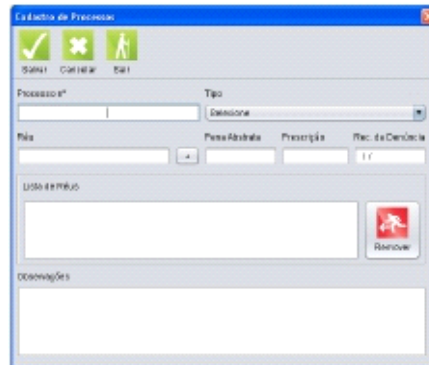 Cadastro de Processos
Salvar Cancelar Sair
Processo nº Tipo
Selecione
Réu Pena Abstrata Prescrição Rec. da Denúncia
/ /
Lista de Réus
Remover
Observações